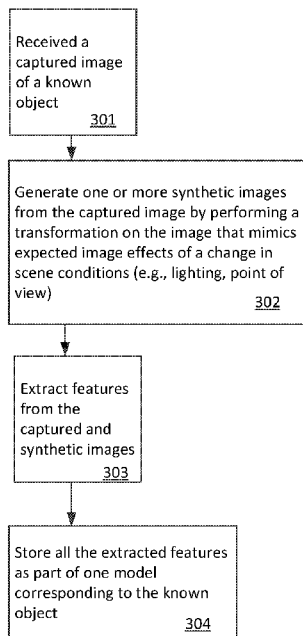 Received a
captured image
of a known
object
301
Generate one or more synthetic images
from the captured image by performing a
transformation on the image that mimics
expected image effects of a change in
scene conditions (e.g., lighting, point of
view)
302
Extract features
from the
captured and
synthetic images
303
Store all the extracted features
as part of one model
corresponding to the known
object
304